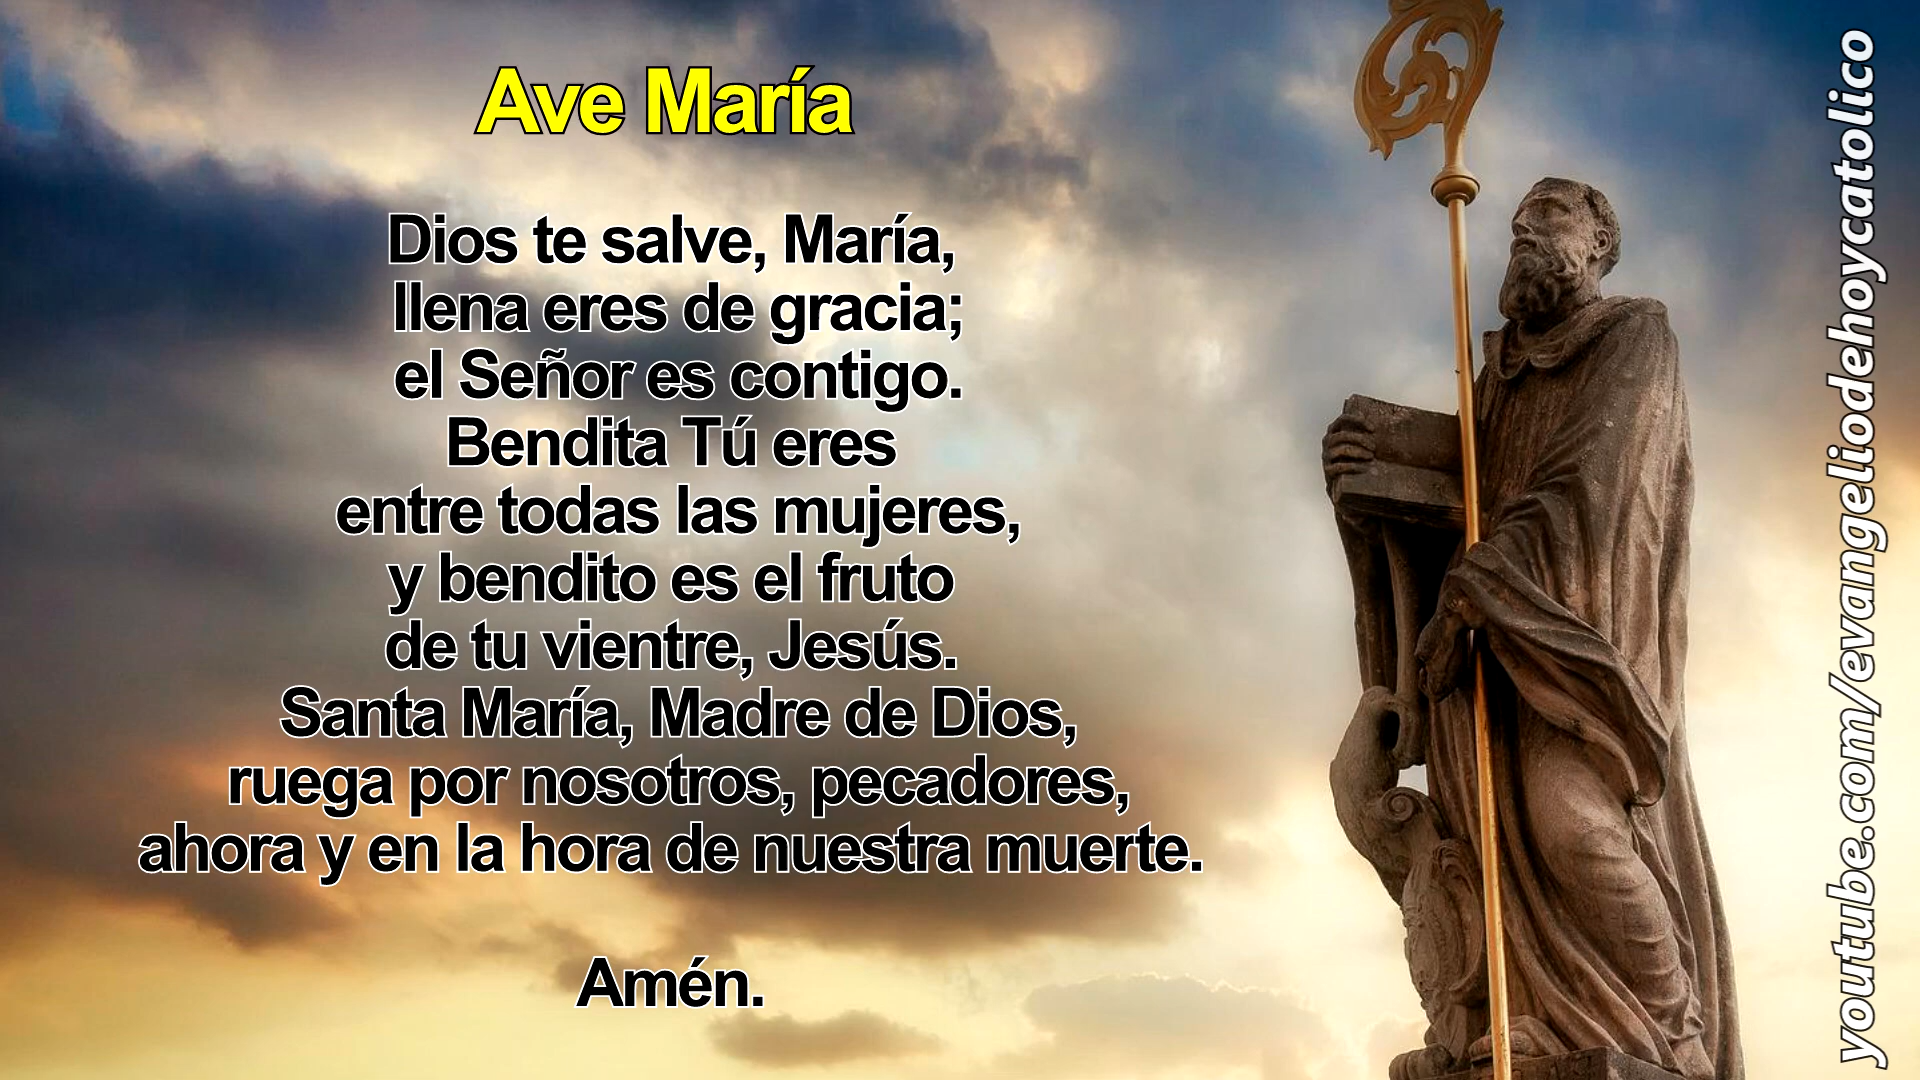 Ave María
Dios te salve, María,
llena eres de gracia;
el Señor es contigo.
Bendita Tú eres
entre todas las mujeres,
y bendito es el fruto
de tu vientre, Jesús.
Santa María, Madre de Dios,
ruega por nosotros, pecadores,
ahora y en la hora de nuestra muerte.
Amén.
youtube.com/evangeliodehoycatolico